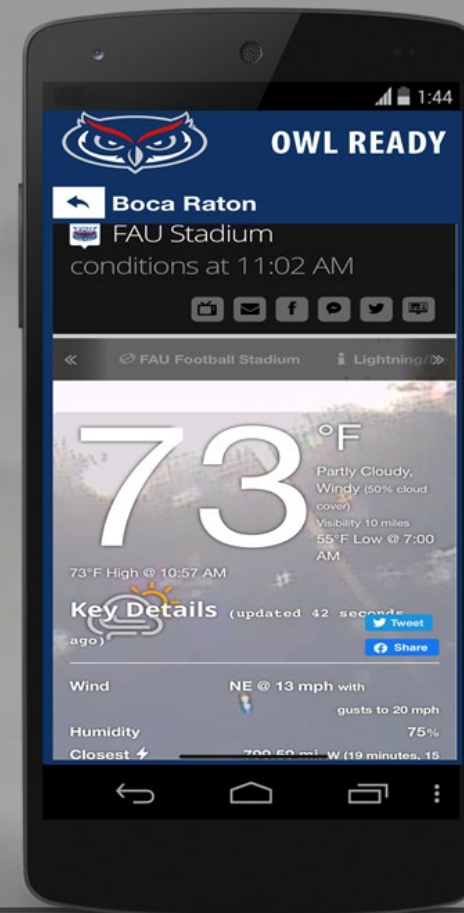 1:44
OWL READY
Boca Raton
FAU Stadium
conditions at 11:02 AM
« FAU Football Stadium Lightning/ »
73 °F
Partly Cloudy,
Windy (50% cloud
cover)
Visibility 10 miles
55°F Low @ 7:00
AM
73°F High @ 10:57 AM
Key Details (updated 42 seconds
ago)
Tweet
Share
Wind NE @ 13 mph with
gusts to 20 mph
Humidity 75%
Closest W (19 minutes, 15